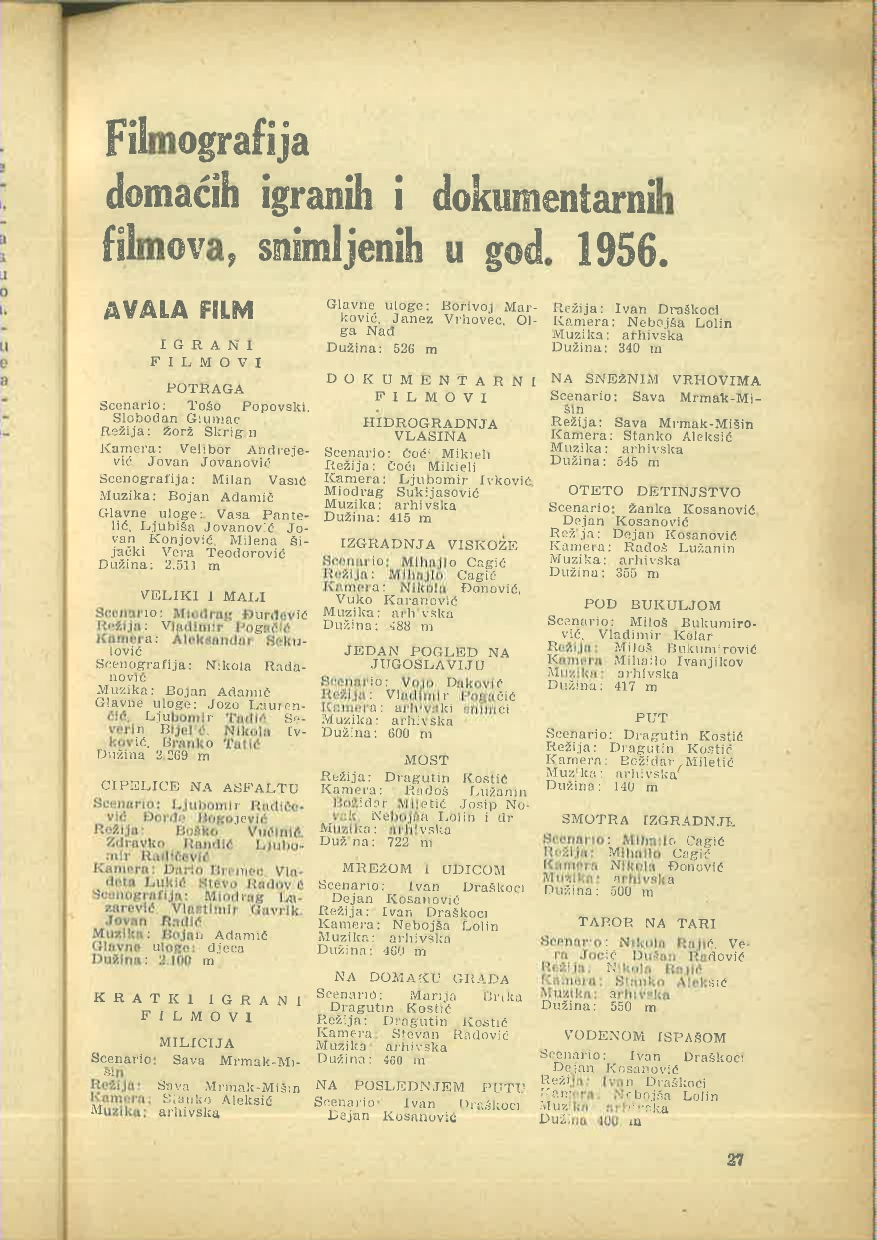 Filmografija
domaćih igranih i dokumentarnih
filmova, snimljenih u god. 1956.
AVALA FILM
IGRANI
FILMOVI
POTRAGA
Scenario: Tošo Popovski,
Slobodan Glumac
Režija: Žorž Skrigin
Kamera: Velibor Andreje-
vić Jovan Jovanović
Scenografija: Milan Vasić
Muzika: Bojan Adamič
Glavne uloge: Vasa Pante-
lić, Ljubiša Jovanović, Jo-
van Konjović, Milena Ši-
jački Vera Teodorović
Dužina: 2.511 m
VELIKI I MALI
Scenario: Miodrag Đurđević
Režija: Vladimir Pogačić
Kamera: Aleksandar Seku-
lović
Scenografija: Nikola Rada-
nović
Muzika: Bojan Adamič
Glavne uloge: Jozo Lauren-
čić, Ljubomir Tadić Se-
verin Bijelić, Nikola Iv-
ković, Branko Tatić
Dužina 2.269 m
CIPELICE NA ASFALTU
Scenario: Ljubomir Radiče-
vić Đorđe Bogojević
Režija: Boško Vučinić,
Zdravko Randić Ljubo-
mir Radičević
Kamera: Dario Bremec, Vla-
deta Lukić Stevo Radović
Scenografija: Miodrag La-
zarević, Vlastimir Gavrik,
Jovan Radić
Muzika: Bojan Adamič
Glavne uloge: djeca
Dužina: 2.100 m
KRATKI IGRANI
FILMOVI
MILICIJA
Scenario: Sava Mrmak-Mi-
šin
Režija: Sava Mrmak-Mišin
Kamera: Stanko Aleksić
Muzika: arhivska
Glavne uloge: Borivoj Mar-
ković, Janez Vrhovec, Ol-
ga Nađ
Dužina: 526 m
DOKUMENTARNI
FILMOVI
HIDROGRADNJA
VLASINA
Scenario: Ćoći Mikieli
Režija: Ćoći Mikieli
Kamera: Ljubomir Ivković,
Miodrag Sukijasović
Muzika: arhivska
Dužina: 415 m
IZGRADNJA VISKOZE
Scenario: Mihajlo Cagić
Režija: Mihajlo Cagić
Kamera: Nikola Đonović,
Vuko Karanović
Muzika: arhivska
Dužina: 488 m
JEDAN POGLED NA
JUGOSLAVIJU
Scenario: Vojo Daković
Režija: Vladimir Pogačić
Kamera: arhivski snimci
Muzika: arhivska
Dužina: 600 m
MOST
Režija: Dragutin Kostić
Kamera: Radoš Lužanin
Božidar Miletić Josip No-
vak, Nebojša Lolin i dr
Muzika: arhivska
Dužina: 722 m
MREŽOM I UDICOM
Scenario: Ivan Draškoci
Dejan Kosanović
Režija: Ivan Draškoci
Kamera: Nebojša Lolin
Muzika: arhivska
Dužina: 460 m
NA DOMAKU GRADA
Scenario: Marija Brika
Dragutin Kostić
Režija: Dragutin Kostić
Kamera: Stevan Radović
Muzika: arhivska
Dužina: 460 m
NA POSLEDNJEM PUTU
Scenario: Ivan Draškoci
Dejan Kosanović
Režija: Ivan Draškoci
Kamera: Nebojša Lolin
Muzika: arhivska
Dužina: 340 m
NA SNEŽNIM VRHOVIMA
Scenario: Sava Mrmak-Mi-
šin
Režija: Sava Mrmak-Mišin
Kamera: Stanko Aleksić
Muzika: arhivska
Dužina: 545 m
OTETO DETINJSTVO
Scenario: Žanka Kosanović,
Dejan Kosanović
Režija: Dejan Kosanović
Kamera: Radoš Lužanin
Muzika: arhivska
Dužina: 355 m
POD BUKULJOM
Scenario: Miloš Bukumiro-
vić, Vladimir Kolar
Režija: Miloš Bukumirović
Kamera Mihailo Ivanjikov
Muzika: arhivska
Dužina: 417 m
PUT
Scenario: Dragutin Kostić
Režija: Dragutin Kostić
Kamera: Božidar Miletić
Muzika: arhivska
Dužina: 140 m
SMOTRA IZGRADNJE
Scenario: Mihailo Cagić
Režija: Mihailo Cagić
Kamera Nikola Đonović
Muzika: arhivska
Dužina: 500 m
TABOR NA TARI
Scenario: Nikola Rajić, Ve-
ra Jocić Dušan Radović
Režija: Nikola Rajić
Kamera: Stanko Aleksić
Muzika: arhivska
Dužina: 550 m
VODENOM ISPAŠOM
Scenario: Ivan Draškoci
Dejan Kosanović
Režija: Ivan Draškoci
Kamera: Nebojša Lolin
Muzika arhivska
Dužina 400 m
27